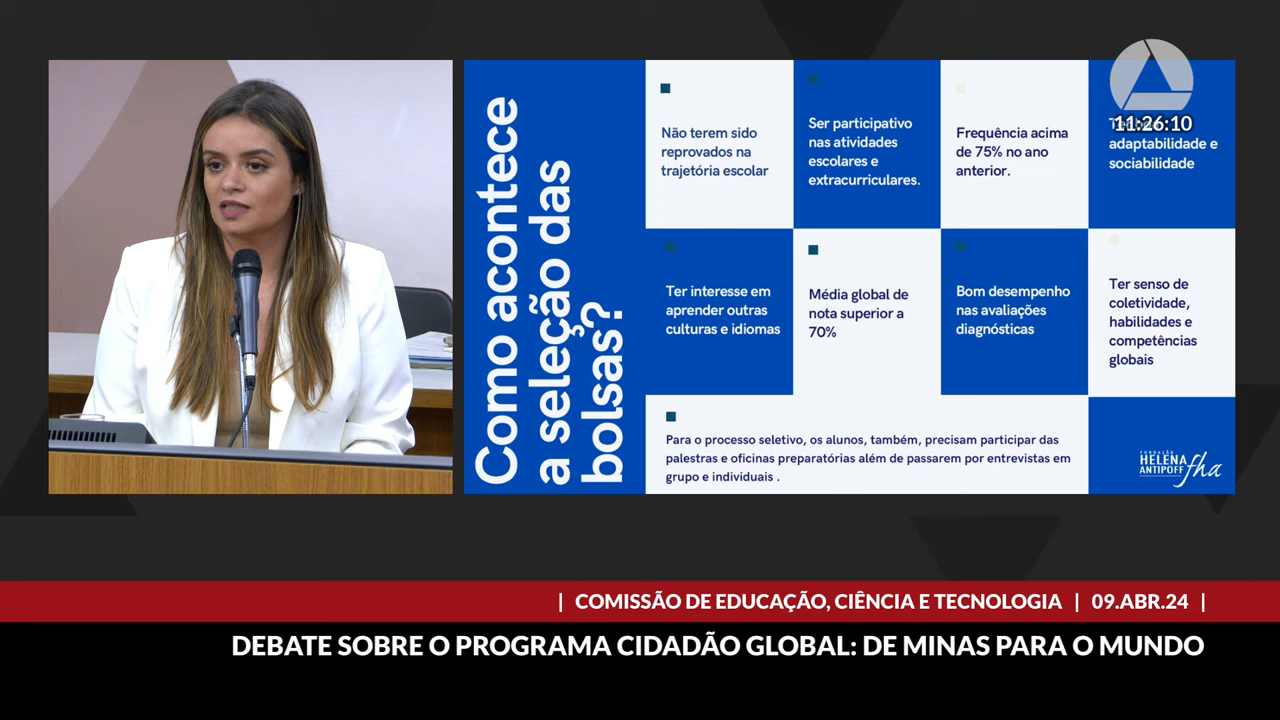 Como acontece
a seleção das
bolsas?
Não terem sido
reprovados na
trajetória escolar
Ser participativo
nas atividades
escolares e
extracurriculares.
Frequência acima
de 75% no ano
anterior.
11:26:10
adaptabilidade e
sociabilidade
Ter interesse em
aprender outras
culturas e idiomas
Média global de
nota superior a
70%
Bom desempenho
nas avaliações
diagnósticas
Ter senso de
coletividade,
habilidades e
competências
globais
Para o processo seletivo, os alunos, também, precisam participar das
palestras e oficinas preparatórias além de passarem por entrevistas em
grupo e individuais .
FUNDAÇÃO
HELENA
ANTIPOFF fha
| COMISSÃO DE EDUCAÇÃO, CIÊNCIA E TECNOLOGIA | 09.ABR.24 |
DEBATE SOBRE O PROGRAMA CIDADÃO GLOBAL: DE MINAS PARA O MUNDO